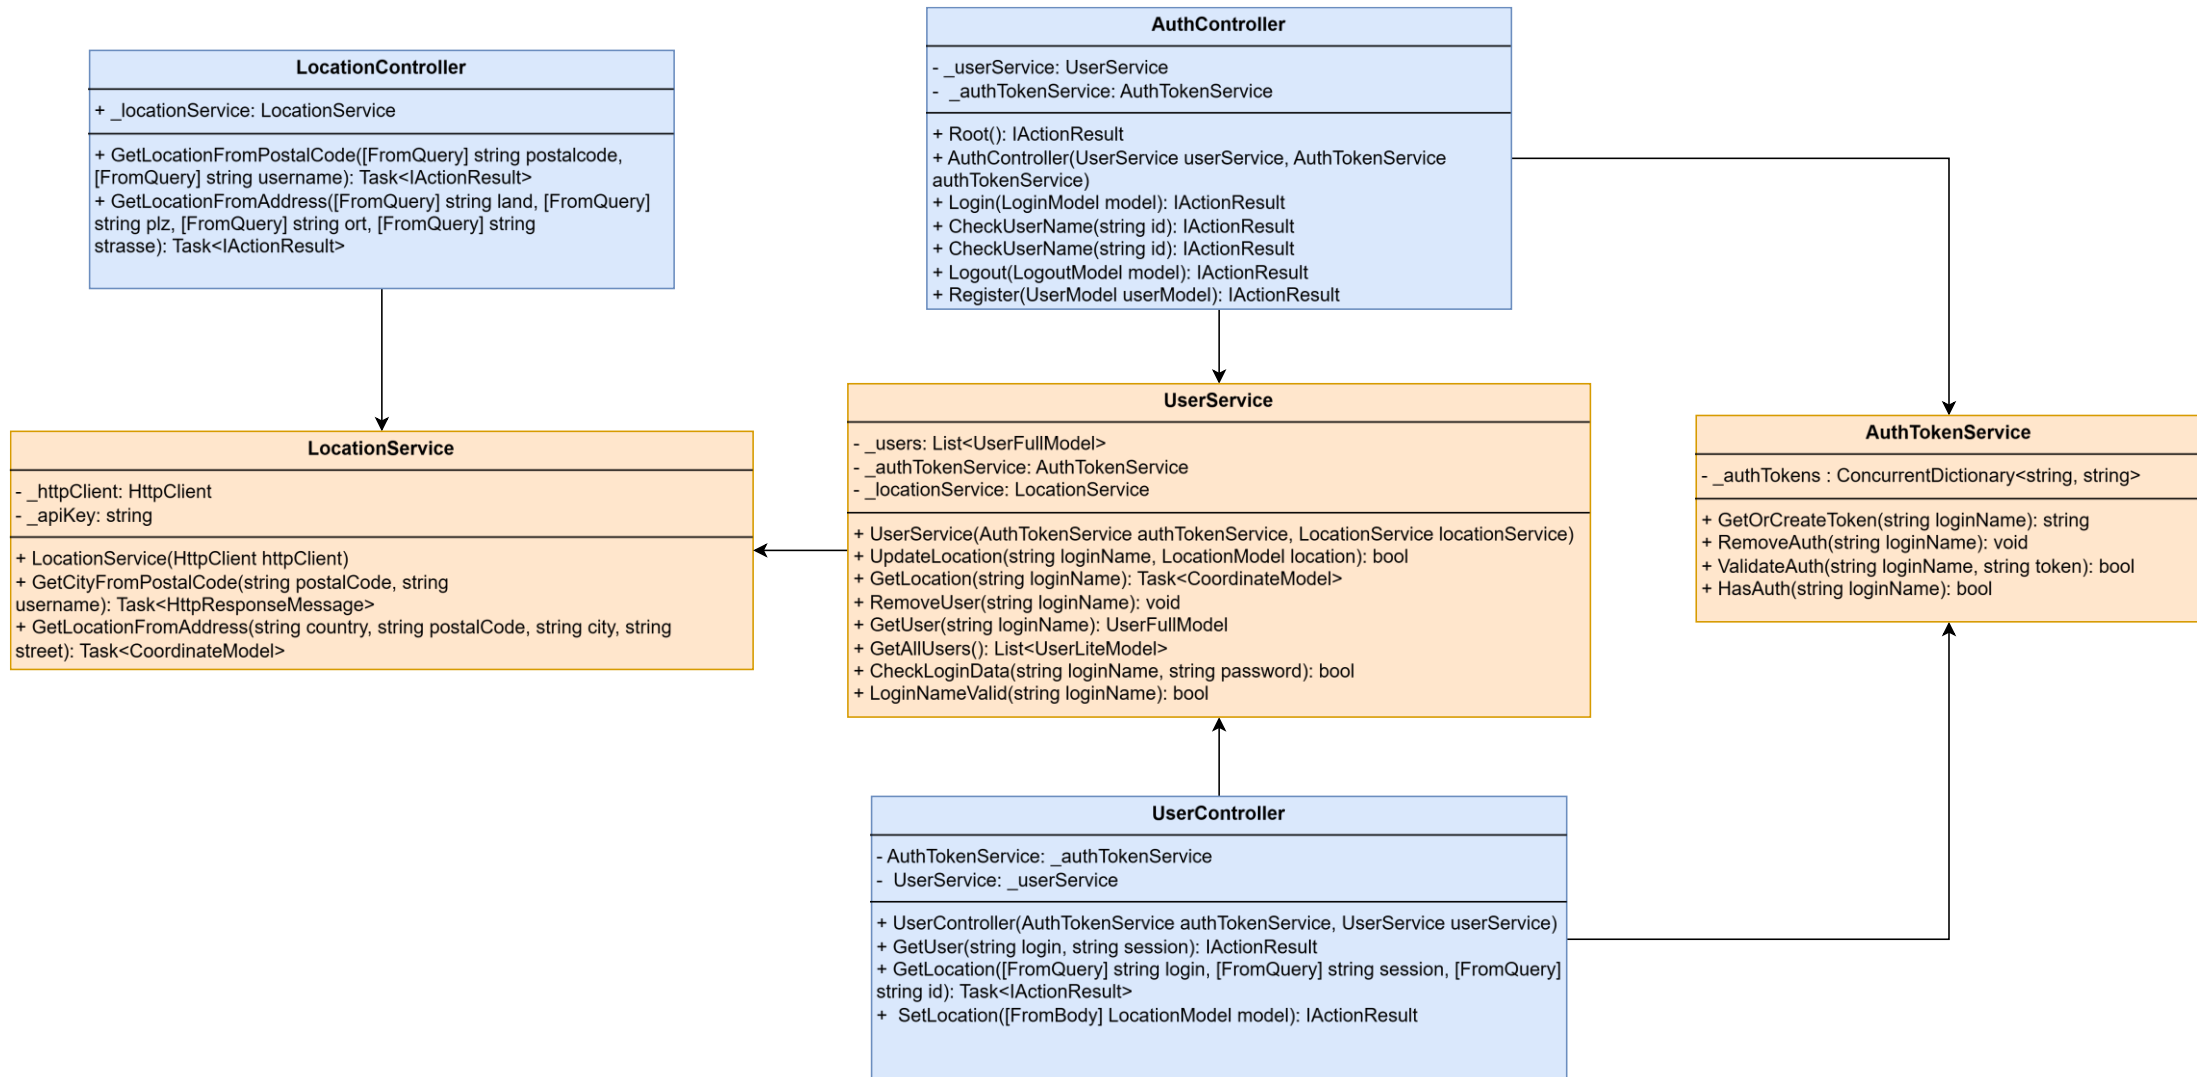 LocationController
+ _locationService: LocationService
+ GetLocationFromPostalCode([FromQuery] string postalcode,
[FromQuery] string username): Task<IActionResult>
+ GetLocationFromAddress([FromQuery] string land, [FromQuery]
string plz, [FromQuery] string ort, [FromQuery] string
strasse): Task<IActionResult>
AuthController
- _userService: UserService
- _authTokenService: AuthTokenService
+ Root(): IActionResult
+ AuthController(UserService userService, AuthTokenService
authTokenService)
+ Login(LoginModel model): IActionResult
+ CheckUserName(string id): IActionResult
+ CheckUserName(string id): IActionResult
+ Logout(LogoutModel model): IActionResult
+ Register(UserModel userModel): IActionResult
LocationService
- _httpClient: HttpClient
- _apiKey: string
+ LocationService(HttpClient httpClient)
+ GetCityFromPostalCode(string postalCode, string
username): Task<HttpResponseMessage>
+ GetLocationFromAddress(string country, string postalCode, string city, string
street): Task<CoordinateModel>
UserService
- _users: List<UserFullModel>
- _authTokenService: AuthTokenService
- _locationService: LocationService
+ UserService(AuthTokenService authTokenService, LocationService locationService)
+ UpdateLocation(string loginName, LocationModel location): bool
+ GetLocation(string loginName): Task<CoordinateModel>
+ RemoveUser(string loginName): void
+ GetUser(string loginName): UserFullModel
+ GetAllUsers(): List<UserLiteModel>
+ CheckLoginData(string loginName, string password): bool
+ LoginNameValid(string loginName): bool
AuthTokenService
- _authTokens : ConcurrentDictionary<string, string>
+ GetOrCreateToken(string loginName): string
+ RemoveAuth(string loginName): void
+ ValidateAuth(string loginName, string token): bool
+ HasAuth(string loginName): bool
UserController
- AuthTokenService: _authTokenService
- UserService: _userService
+ UserController(AuthTokenService authTokenService, UserService userService)
+ GetUser(string login, string session): IActionResult
+ GetLocation([FromQuery] string login, [FromQuery] string session, [FromQuery]
string id): Task<IActionResult>
+ SetLocation([FromBody] LocationModel model): IActionResult